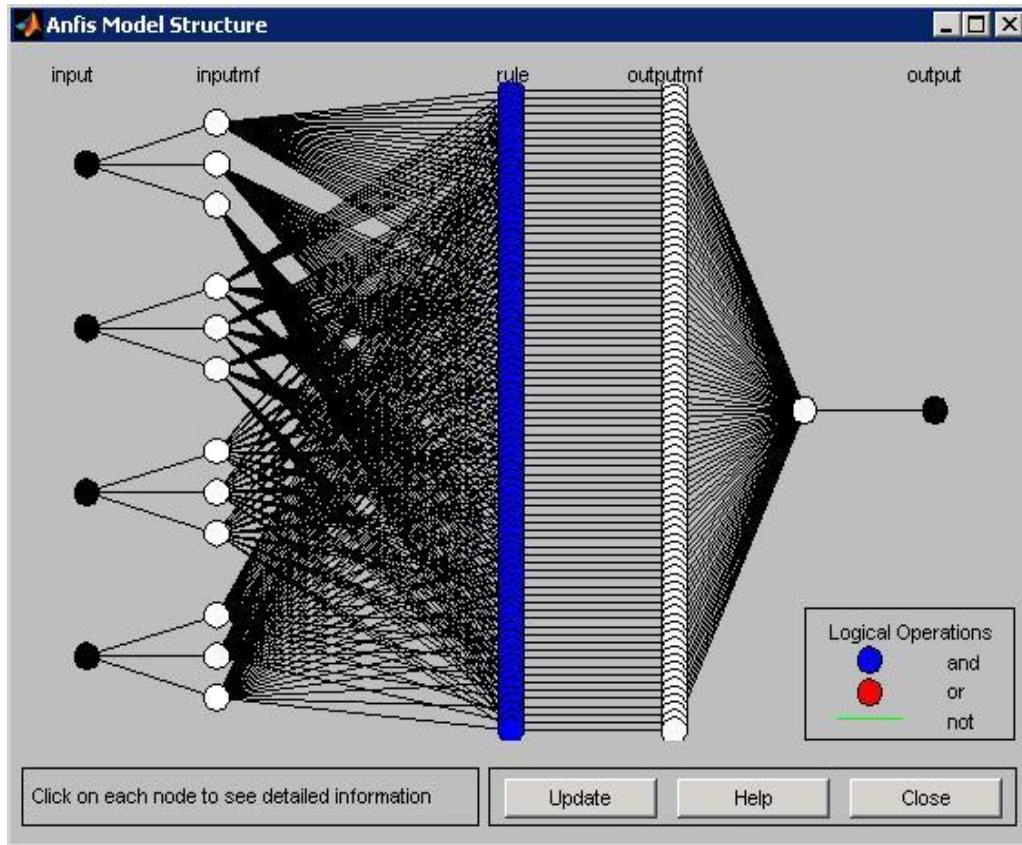 Anfis Model Structure
input inputmf rule outputmf output
Logical Operations
and
or
not
Click on each node to see detailed information
Update Help Close